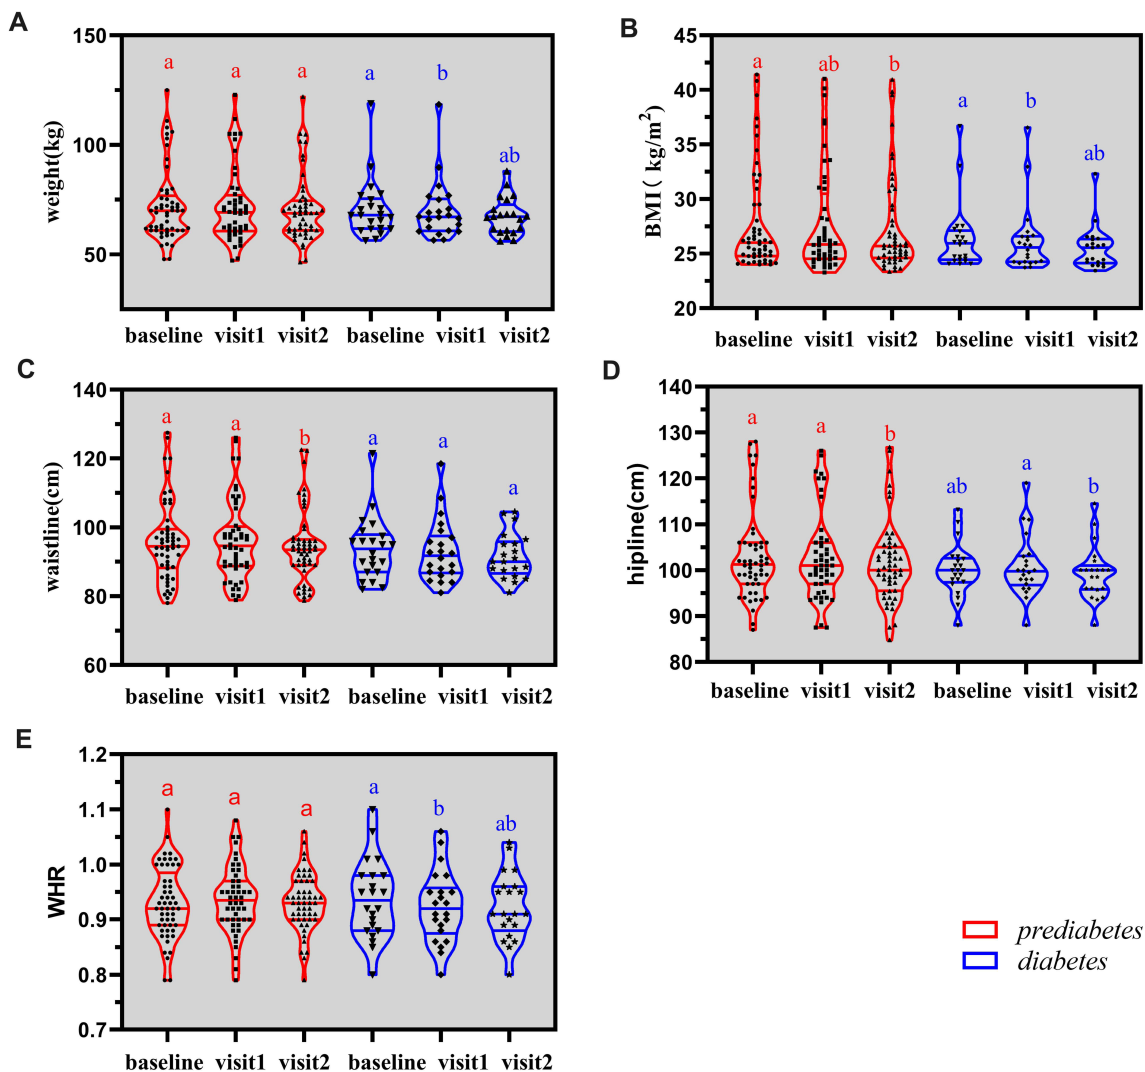 A
weight(kg)
150
100
50
a a a a b ab
baseline visit1 visit2 baseline visit1 visit2
B
BMI( kg/m²)
45
40
35
30
25
20
a ab b a b ab
baseline visit1 visit2 baseline visit1 visit2
C
waistline(cm)
140
120
100
80
60
a a b a a a
baseline visit1 visit2 baseline visit1 visit2
D
hipline(cm)
140
130
120
110
100
90
80
a a b ab a b
baseline visit1 visit2 baseline visit1 visit2
E
WHR
1.2
1.1
1.0
0.9
0.8
0.7
a a a a b ab
baseline visit1 visit2 baseline visit1 visit2
prediabetes
diabetes